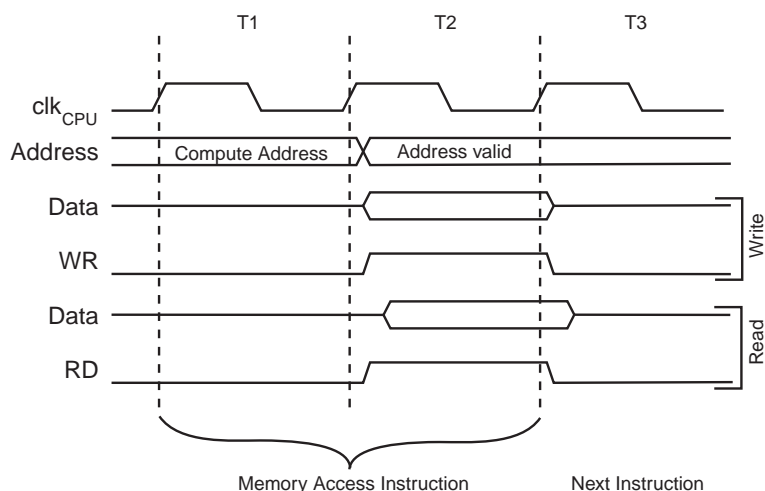 T1 T2 T3
clkCPU
Address Compute Address Address valid
Data
WR
Write
Data
RD
Read
Memory Access Instruction Next Instruction